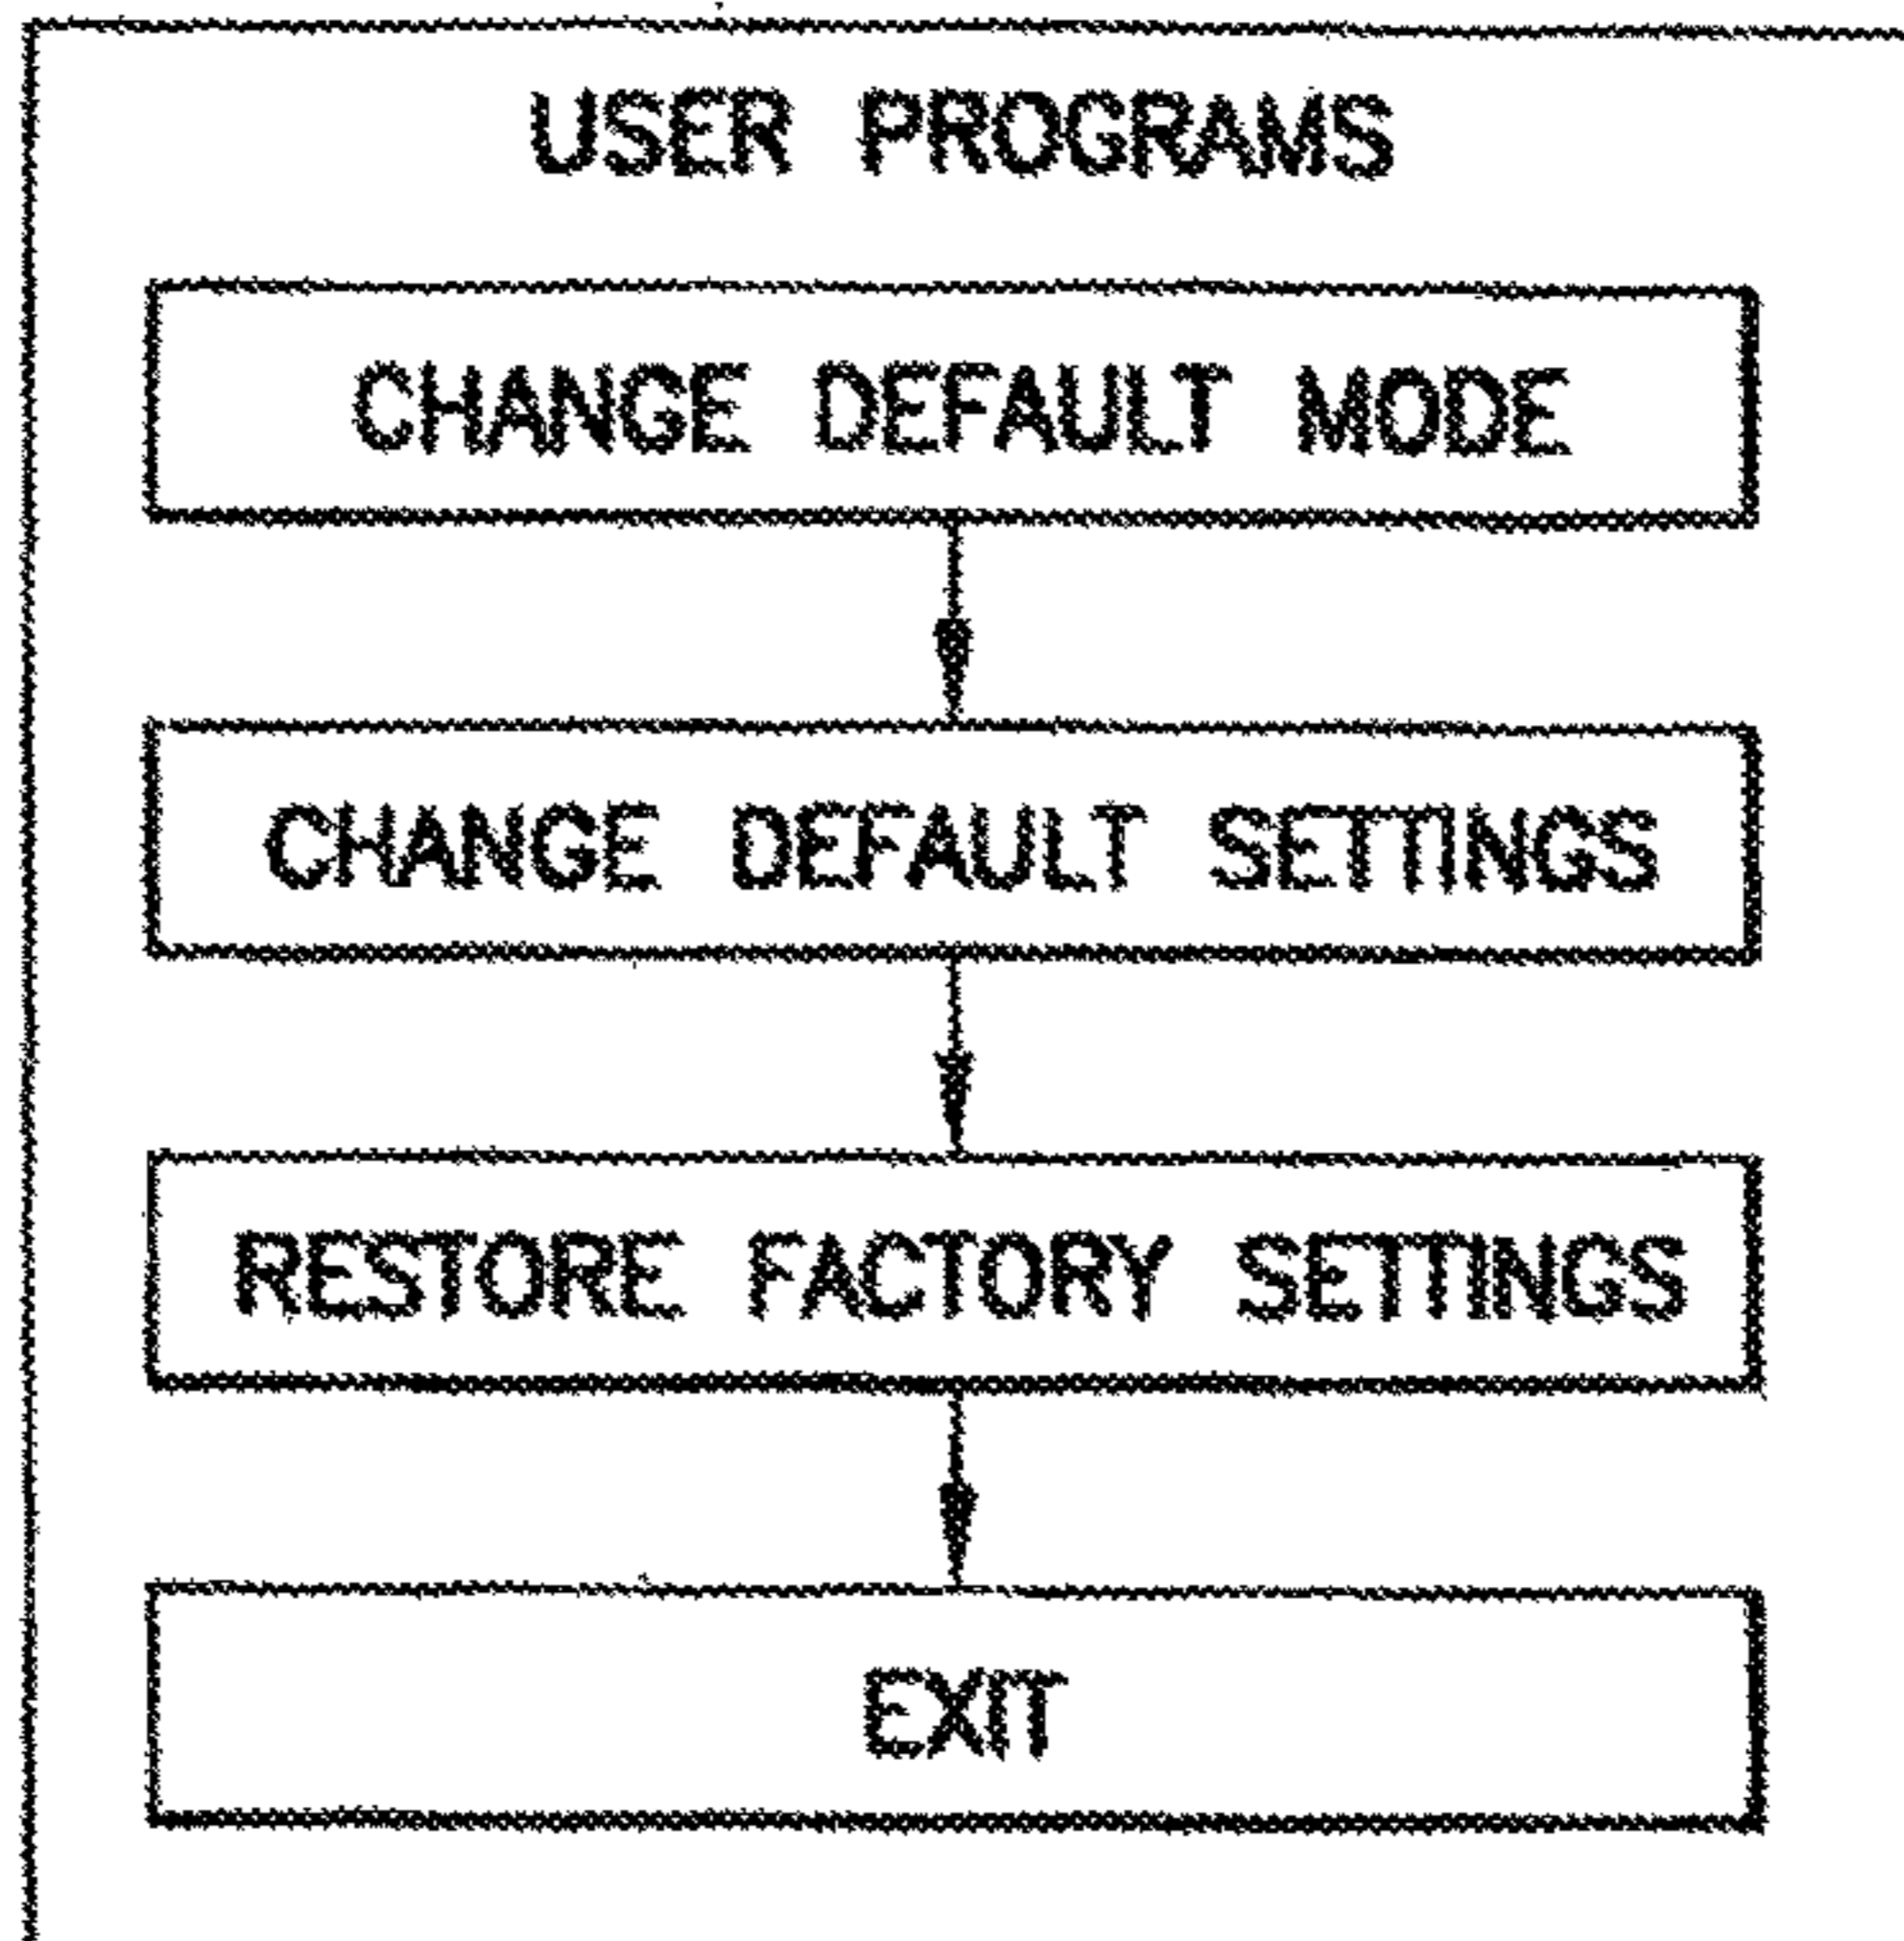 USER PROGRAMS
CHANGE DEFAULT MODE
CHANGE DEFAULT SETTINGS
RESTORE FACTORY SETTINGS
EXIT